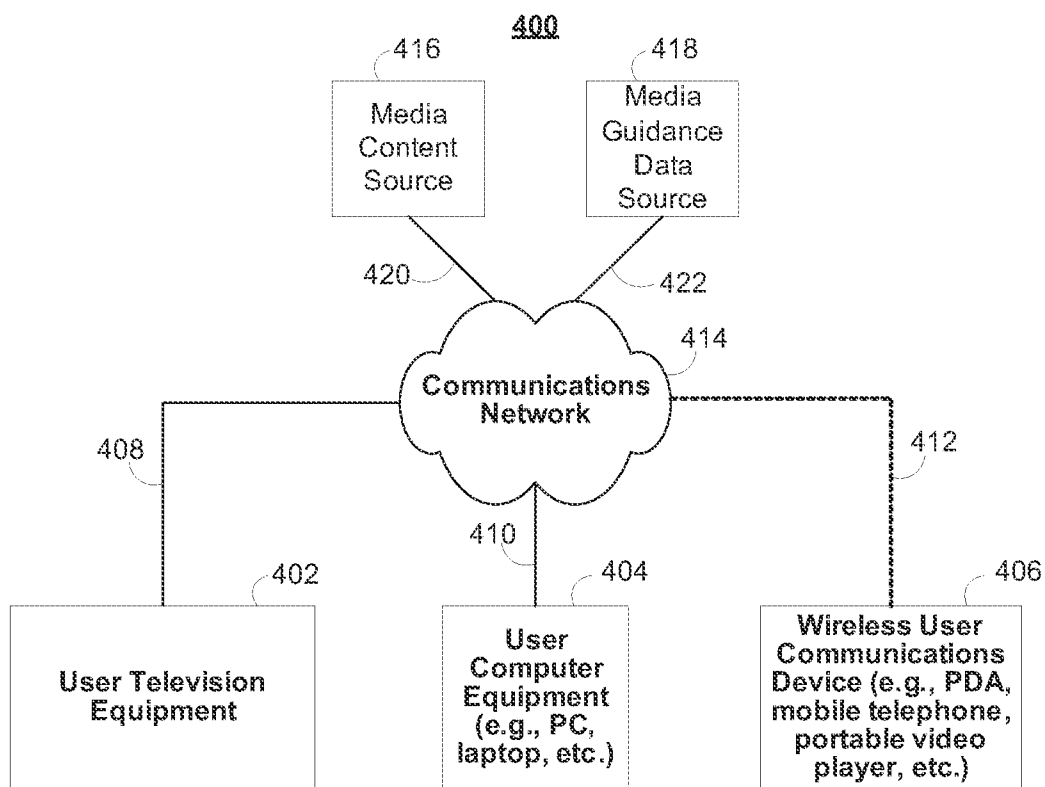 400
416
418
Media
Content
Source
Media
Guidance
Data
Source
420
422
414
Communications
Network
408
412
410
402
404
406
User Television
Equipment
User
Computer
Equipment
(e.g., PC,
laptop, etc.)
Wireless User
Communications
Device (e.g., PDA,
mobile telephone,
portable video
player, etc.)